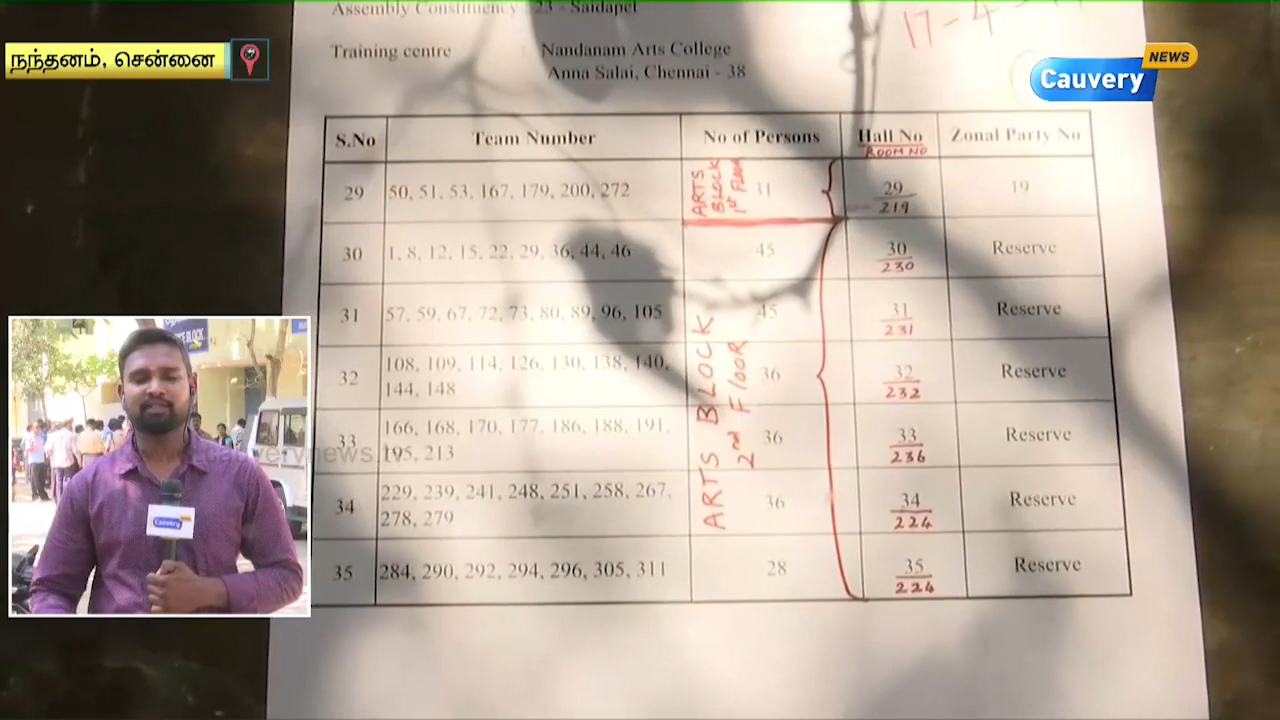 Assembly Constituency 23 - Saidapet
17-4-
நந்தனம், சென்னை
Training centre : Nandanam Arts College
Anna Salai, Chennai - 38
NEWS
Cauvery
S.No Team Number No of Persons Hall No Zonal Party No
ROOM NO
29 50, 51, 53, 167, 179, 200, 272 31 29 19
219
ARTS
BLOCK
1st FLOOR
30 1, 8, 12, 15, 22, 29, 36, 44, 46 45 30 Reserve
230
31 57, 59, 67, 72, 73, 80, 89, 96, 105 45 31 Reserve
231
32 108, 109, 114, 126, 130, 138, 140, 36 32 Reserve
144, 148 232
33 166, 168, 170, 177, 186, 188, 191, 36 33 Reserve
195, 213 236
34 229, 239, 241, 248, 251, 258, 267, 36 34 Reserve
278, 279 224
35 284, 290, 292, 294, 296, 305, 311 28 35 Reserve
224
ARTS BLOCK
2nd Floor
BLOCK
Cauvery